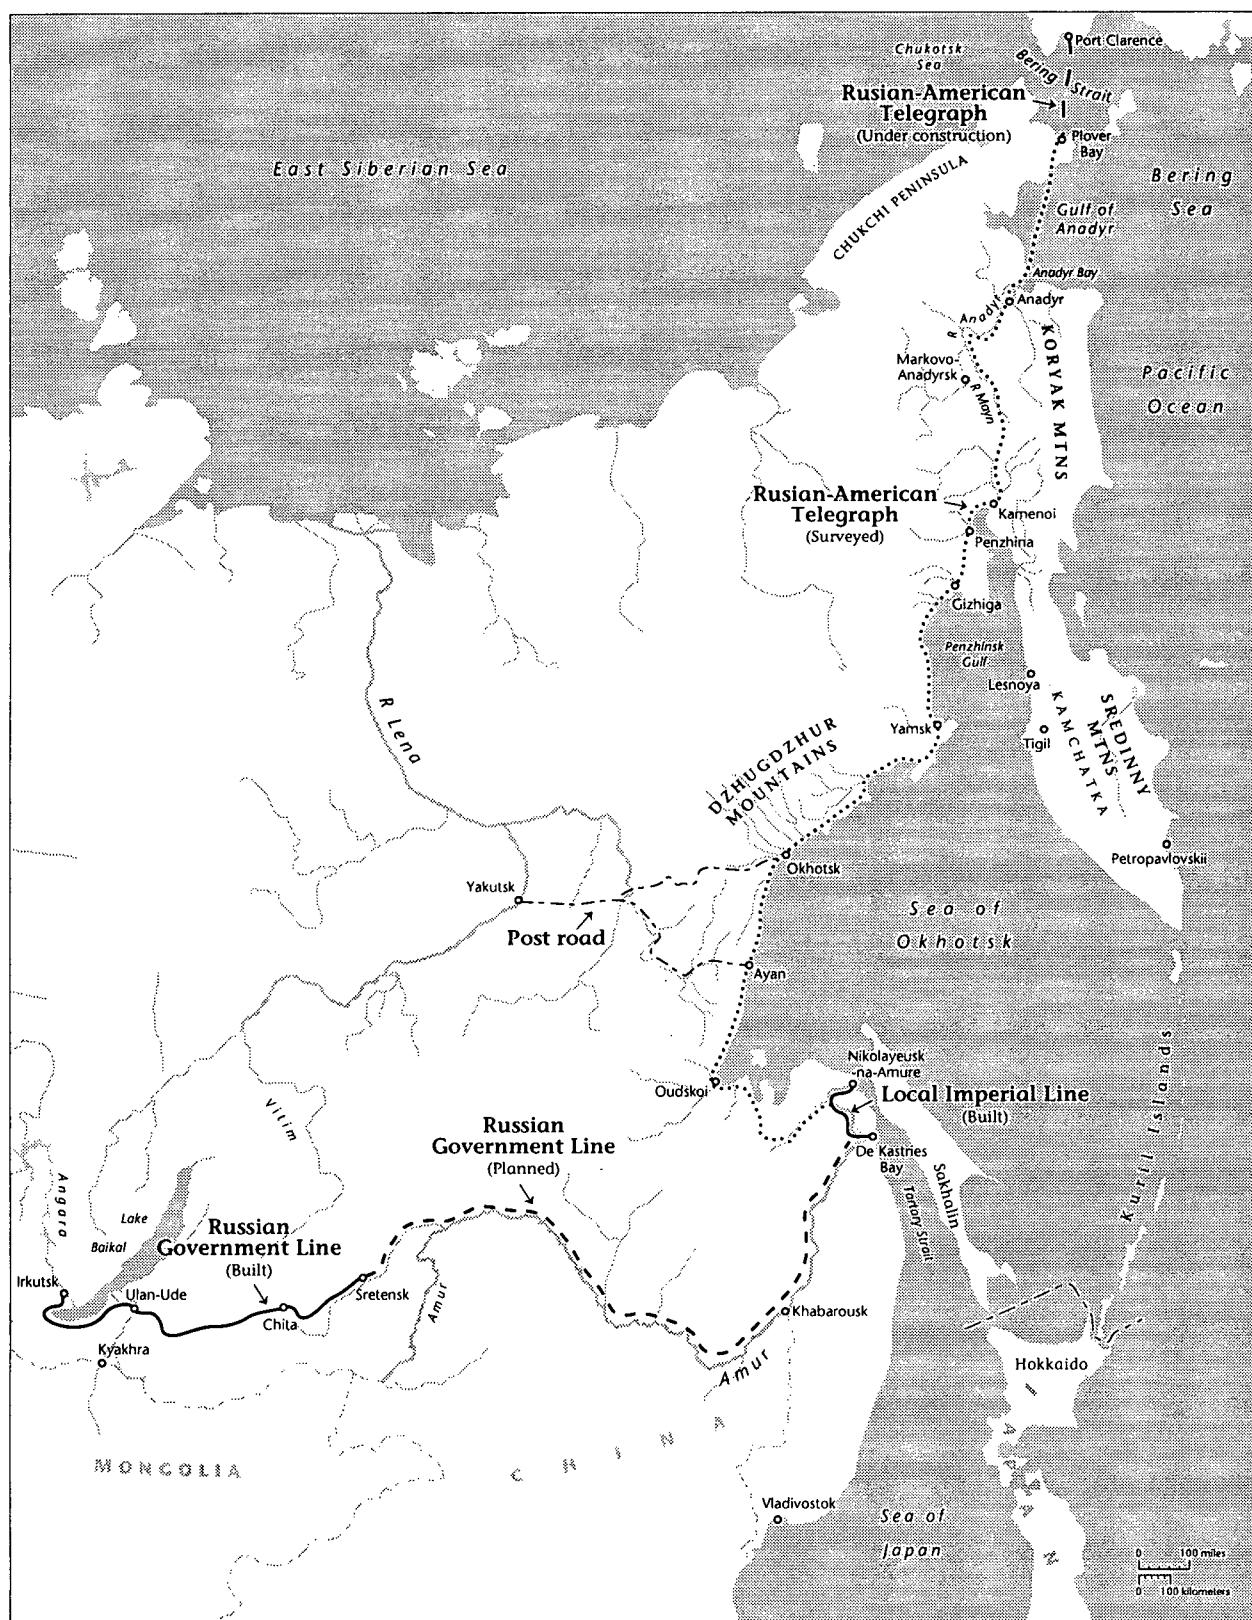 Port Clarence
Chukotsk
Sea
Bering
Strait
Rusian-American
Telegraph
(Under construction)
Plover
Bay
East Siberian Sea
Bering
Sea
CHUKCHI PENINSULA
Gulf of
Anadyr
Anadyr Bay
Anadyr
R Anadyr
KORYAK MTNS
Markovo-
Anadyrsk
R Mayn
Pacific
Ocean
Rusian-American
Telegraph
(Surveyed)
Kamenoi
Penzhina
Gizhiga
Penzhinsk
Gulf
Lesnoya
R Lena
SREDINNY
MTNS
KAMCHATKA
Yamsk
Tigil
DZHUGDZHUR
MOUNTAINS
Petropavlovskii
Okhotsk
Yakutsk
Sea of
Okhotsk
Post road
Ayan
Nikolayeusk
-na-Amure
Oudskoi
Local Imperial Line
(Built)
Kuril Islands
Vitim
Russian
Government Line
(Planned)
De Kastries
Bay
Sakhalin
Tartary Strait
Angara
Lake
Baikal
Russian
Government Line
(Built)
Irkutsk
Ulan-Ude
Sretensk
Chita
Amur
Khabarousk
Kyakhra
Amur
Hokkaido
CHINA
MONGOLIA
JAPAN
Vladivostok
Sea of
Japan
0 100 miles
0 100 kilometers